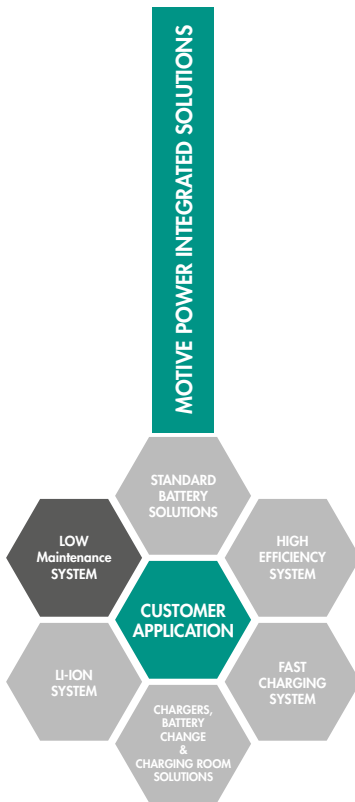 MOTIVE POWER INTEGRATED SOLUTIONS
STANDARD
BATTERY
SOLUTIONS
LOW
Maintenance
SYSTEM
HIGH
EFFICIENCY
SYSTEM
CUSTOMER
APPLICATION
LI-ION
SYSTEM
FAST
CHARGING
SYSTEM
CHARGERS,
BATTERY
CHANGE
&
CHARGING ROOM
SOLUTIONS